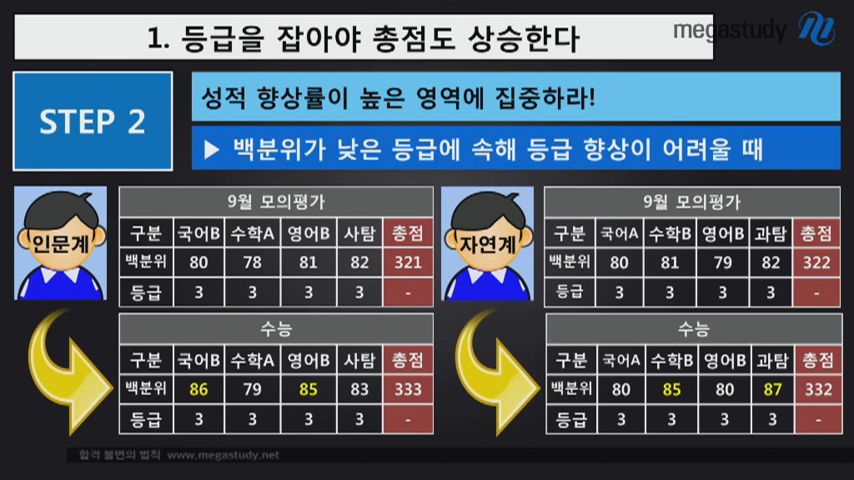 1. 등급을 잡아야 총점도 상승한다
megastudy
STEP 2
성적 향상률이 높은 영역에 집중하라!
▶ 백분위가 낮은 등급에 속해 등급 향상이 어려울 때
인문계
9월 모의평가
구분 국어B 수학A 영어B 사탐 총점
백분위 80 78 81 82 321
등급 3 3 3 3 -
수능
구분 국어B 수학A 영어B 사탐 총점
백분위 86 79 85 83 333
등급 3 3 3 3 -
자연계
9월 모의평가
구분 국어A 수학B 영어B 과탐 총점
백분위 80 81 79 82 322
등급 3 3 3 3 -
수능
구분 국어A 수학B 영어B 과탐 총점
백분위 80 85 80 87 332
등급 3 3 3 3 -
합격 불변의 법칙 www.megastudy.net